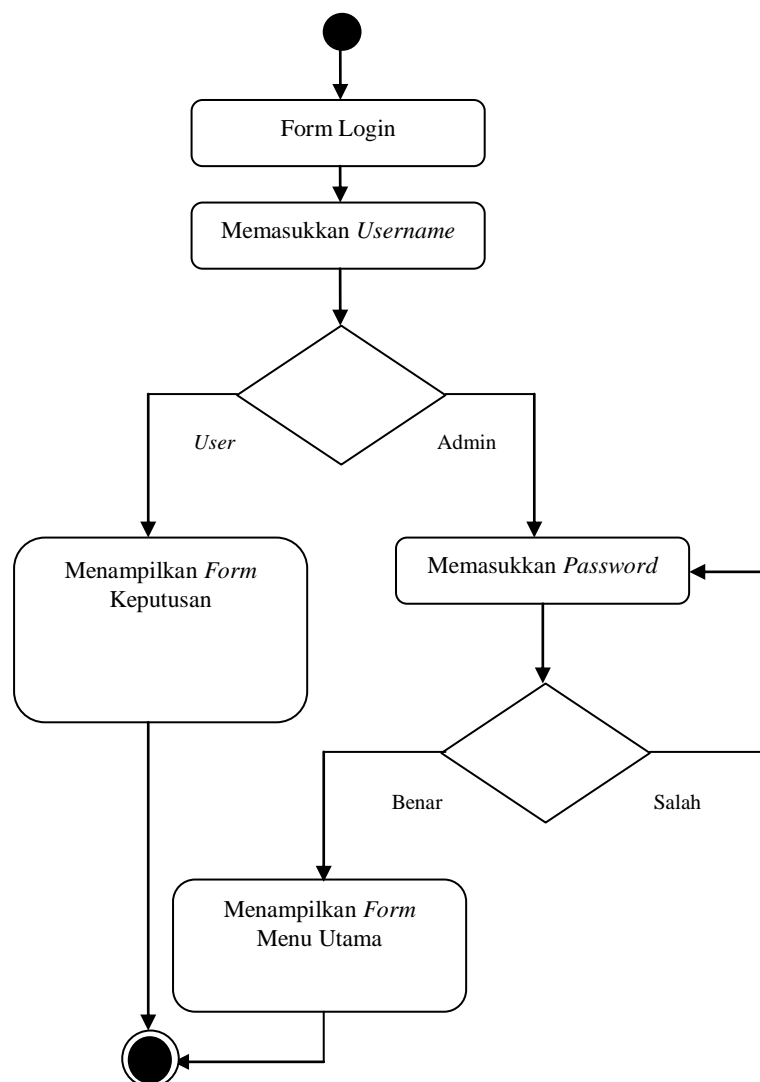 Form Login
Memasukkan Username
User
Admin
Menampilkan Form
Keputusan
Memasukkan Password
Benar
Salah
Menampilkan Form
Menu Utama